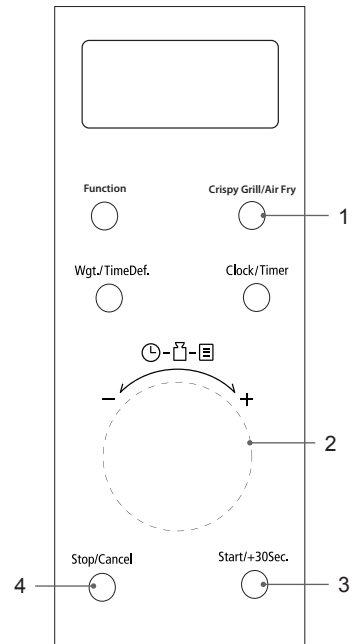 Function Crispy Grill/Air Fry
1
Wgt./TimeDef. Clock/Timer
- +
2
Stop/Cancel Start/+30Sec.
4 3